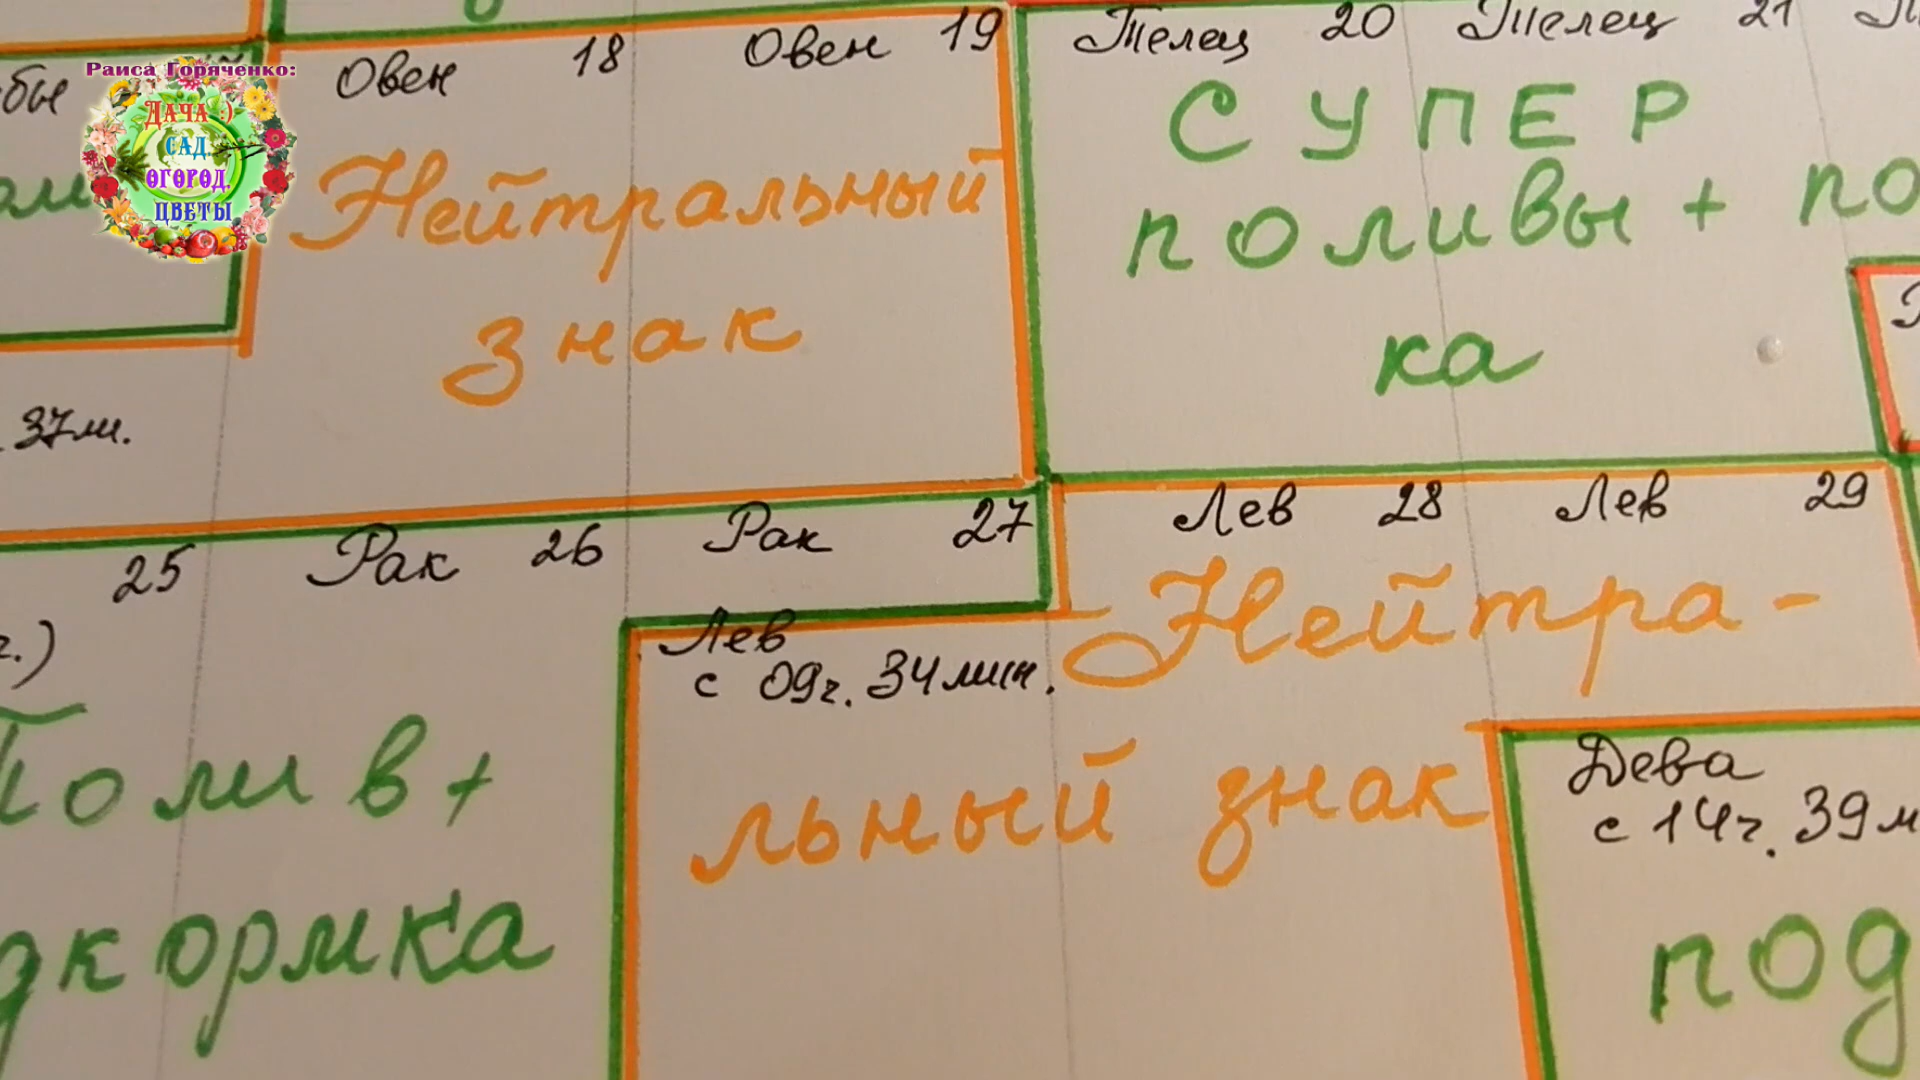 Раиса Горяченко:
Дача :)
сад,
огород,
цветы
Овен 18 Овен 19 Телец 20 Телец 21
Нейтральный
знак
СУПЕР
поливы + по
ка
37м.
25 Рак 26 Рак 27 Лев 28 Лев 29
Лев
с 09ч. 34мин.
Нейтра-
льный знак
Полив+
дкормка
Дева
с 14ч. 39м
под